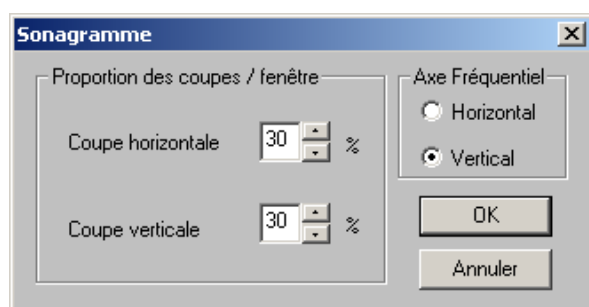 Sonagramme
Proportion des coupes / fenêtre
Coupe horizontale 30 %
Coupe verticale 30 %
Axe Fréquentiel
Horizontal
Vertical
OK
Annuler